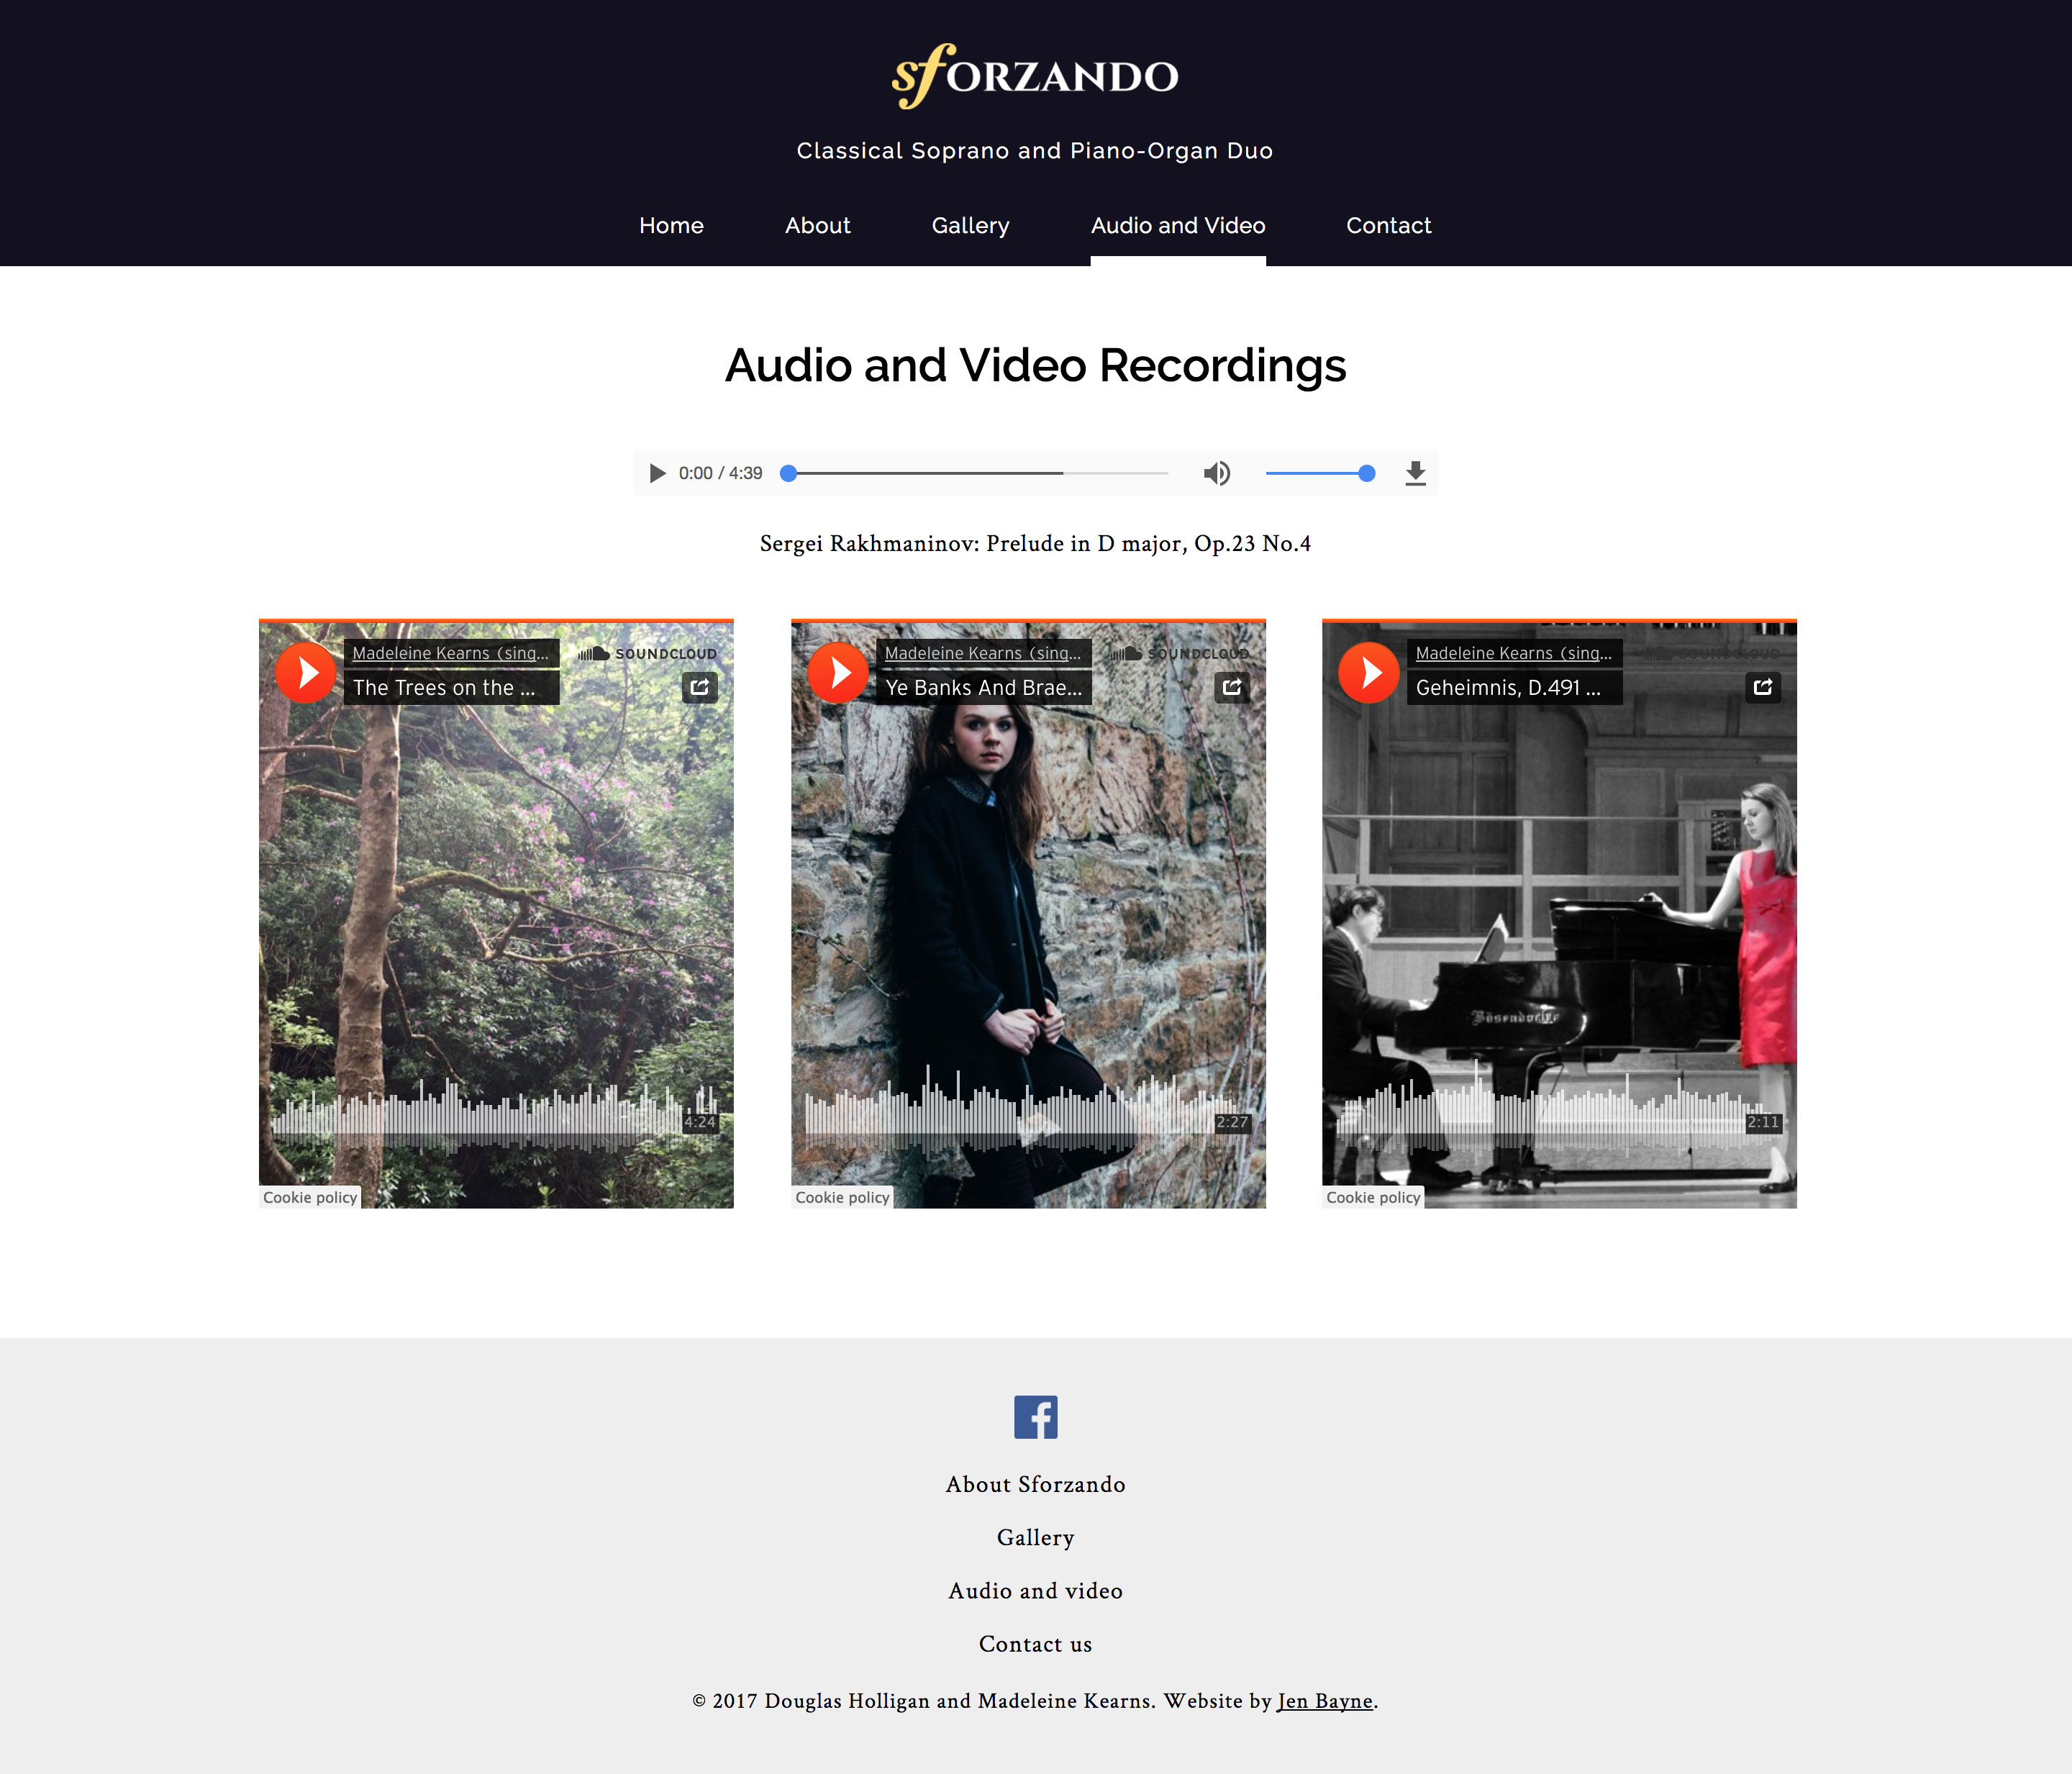 sfORZANDO
Classical Soprano and Piano-Organ Duo
Home About Gallery Audio and Video Contact
Audio and Video Recordings
0:00 / 4:39
Sergei Rakhmaninov: Prelude in D major, Op.23 No.4
Madeleine Kearns (sing...
SOUNDCLOUD
The Trees on the ...
4:24
Cookie policy
Madeleine Kearns (sing...
SOUNDCLOUD
Ye Banks And Brae...
2:27
Cookie policy
Madeleine Kearns (sing...
SOUNDCLOUD
Geheimnis, D.491 ...
Bösendorfer
2:11
Cookie policy
About Sforzando
Gallery
Audio and video
Contact us
© 2017 Douglas Holligan and Madeleine Kearns. Website by Jen Bayne.